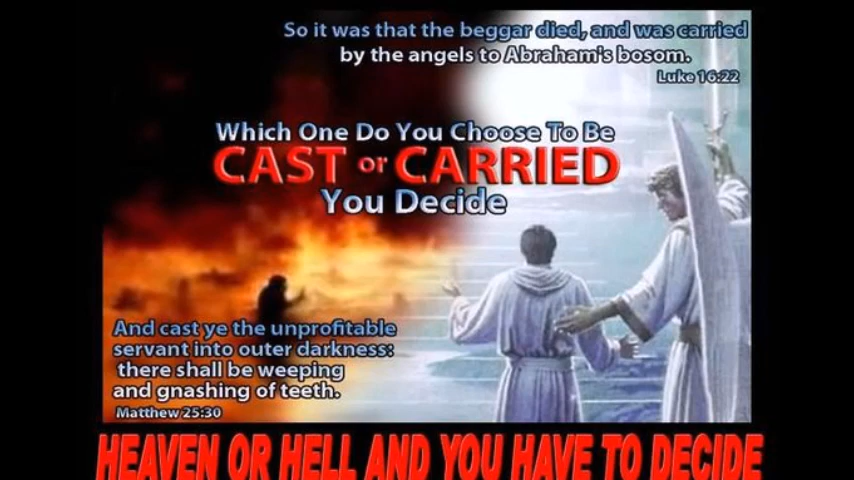 So it was that the beggar died, and was carried
by the angels to Abraham's bosom.
Luke 16:22
Which One Do You Choose To Be
CAST or CARRIED
You Decide
And cast ye the unprofitable
servant into outer darkness:
there shall be weeping
and gnashing of teeth.
Matthew 25:30
HEAVEN OR HELL AND YOU HAVE TO DECIDE